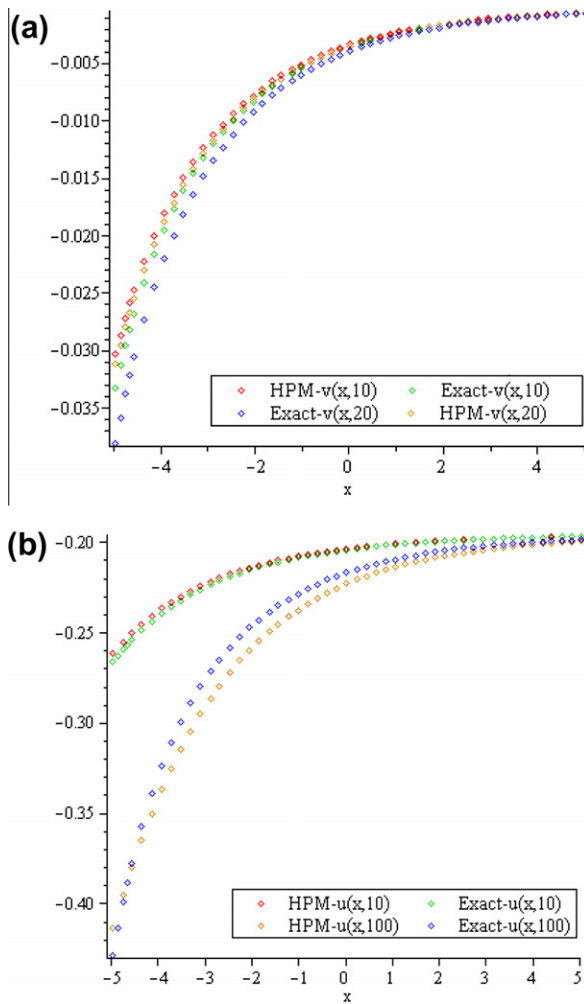 (a)
−0.005
−0.010
−0.015
−0.020
−0.025
−0.030
−0.035
HPM-v(x,10) Exact-v(x,10)
Exact-v(x,20) HPM-v(x,20)
−4 −2 0 2 4
x
(b)
−0.20
−0.25
−0.30
−0.35
−0.40
HPM-u(x,10) Exact-u(x,10)
HPM-u(x,100) Exact-u(x,100)
−5 −4 −3 −2 −1 0 1 2 3 4 5
x